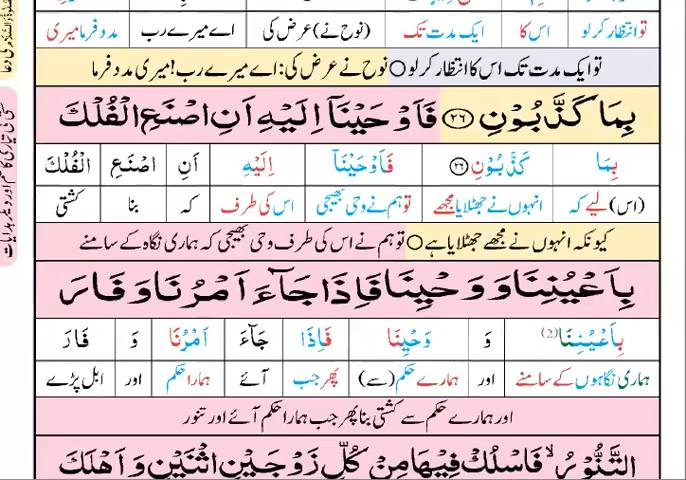 تو انتظار کرلو اس کا ایک مدت تک (نوح نے) عرض کی اے میرے رب مدد فرما میری
تو ایک مدت تک اس کا انتظار کرلو ○ نوح نے عرض کی: اے میرے رب! میری مدد فرما
بِمَا كَذَّبُوْنِ ﴿۲۶﴾ فَاَوْحَيْنَاۤ اِلَيْهِ اَنِ اصْنَعِ الْفُلْكَ
بِمَا كَذَّبُوْنِ ﴿۲۶﴾ فَاَوْحَيْنَاۤ اِلَيْهِ اَنِ اصْنَعِ الْفُلْكَ
(اس) لیے کہ انہوں نے جھٹلایا مجھے تو ہم نے وحی بھیجی اس کی طرف کہ بنا کشتی
کیونکہ انہوں نے مجھے جھٹلایا ہے ○ تو ہم نے اس کی طرف وحی بھیجی کہ ہماری نگاہ کے سامنے
بِاَعْيُنِنَا وَ وَحْيِنَا فَاِذَا جَآءَ اَمْرُنَا وَ فَارَ
بِاَعْيُنِنَا (2) وَ وَحْيِنَا فَاِذَا جَآءَ اَمْرُنَا وَ فَارَ
ہماری نگاہوں کے سامنے اور ہمارے حکم (سے) پھر جب آئے ہمارا حکم اور ابل پڑے
اور ہمارے حکم سے کشتی بنا پھر جب ہمارا حکم آئے اور تنور
التَّنُّوْرُ ۙ فَاسْلُكْ فِيْهَا مِنْ كُلٍّ زَوْجَيْنِ اثْنَيْنِ وَ اَهْلَكَ